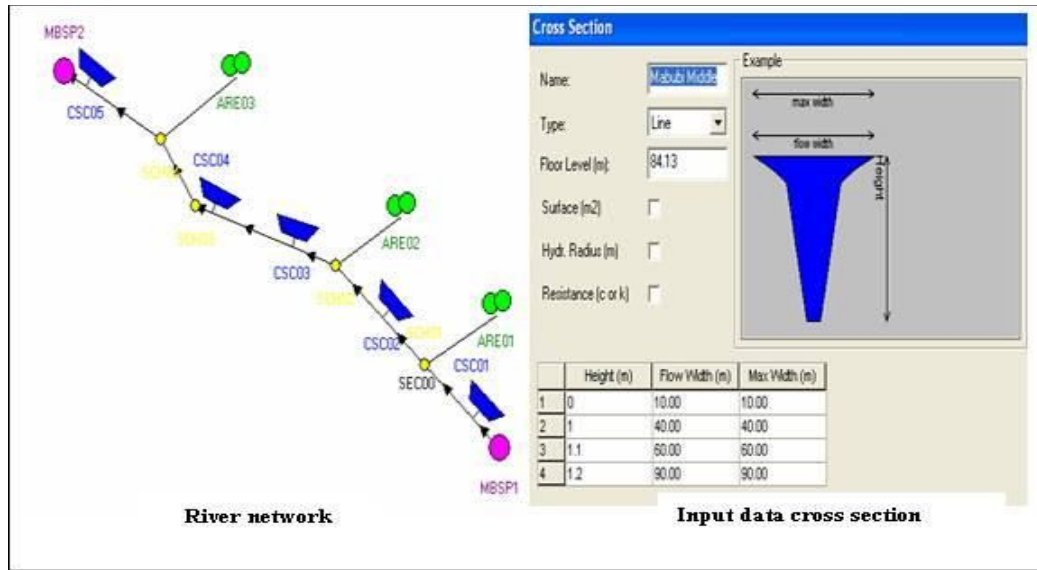 MBSP2
CSC05
ARE03
CSC04
ARE02
CSC03
CSC02
ARE01
CSC01
SEC00
MBSP1
River network
Cross Section
Name:
Mabubi Middle
Type:
Line
Floor Level (m):
84.13
Surface (m2)
Hydr. Radius (m)
Resistance (c or k)
Example
max width
flow width
Height
Height (m) Flow Width (m) Max Width (m)
1 0 10.00 10.00
2 1 40.00 40.00
3 1.1 60.00 60.00
4 1.2 90.00 90.00
Input data cross section